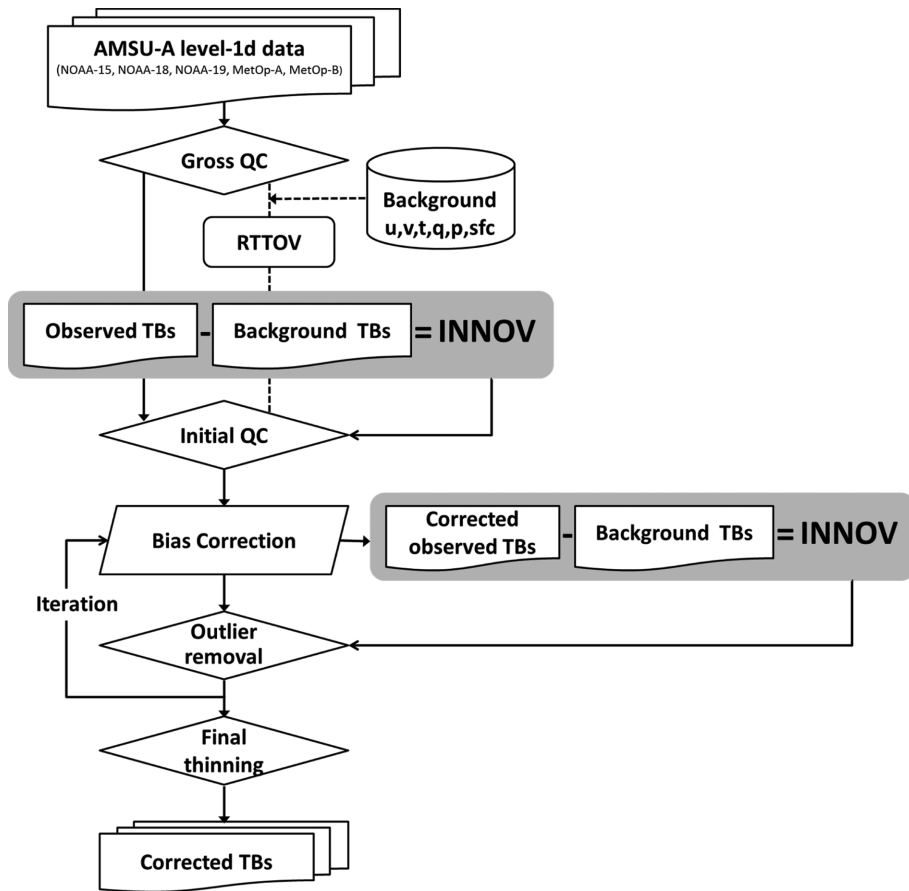 AMSU-A level-1d data
(NOAA-15, NOAA-18, NOAA-19, MetOp-A, MetOp-B)
Gross QC
Background
u,v,t,q,p,sfc
RTTOV
Observed TBs - Background TBs = INNOV
Initial QC
Bias Correction
Corrected
observed TBs - Background TBs = INNOV
Iteration
Outlier
removal
Final
thinning
Corrected TBs